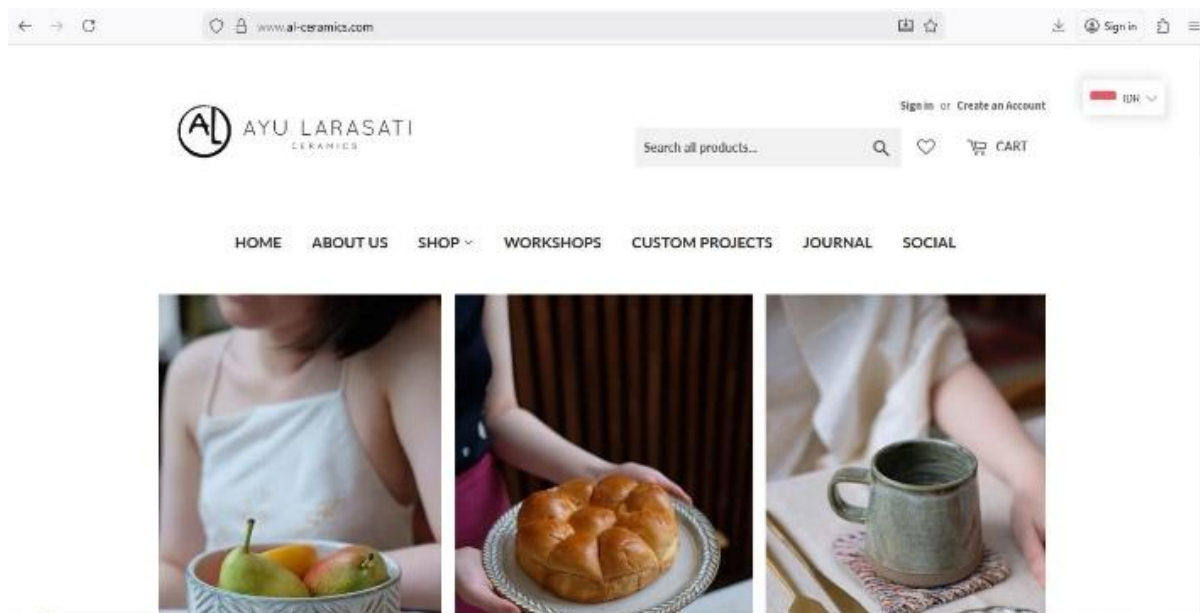 www.al-ceramics.com
Sign in
Sign in or Create an Account
IDR
AL AYU LARASATI
CERAMICS
Search all products...
CART
HOME ABOUT US SHOP WORKSHOPS CUSTOM PROJECTS JOURNAL SOCIAL